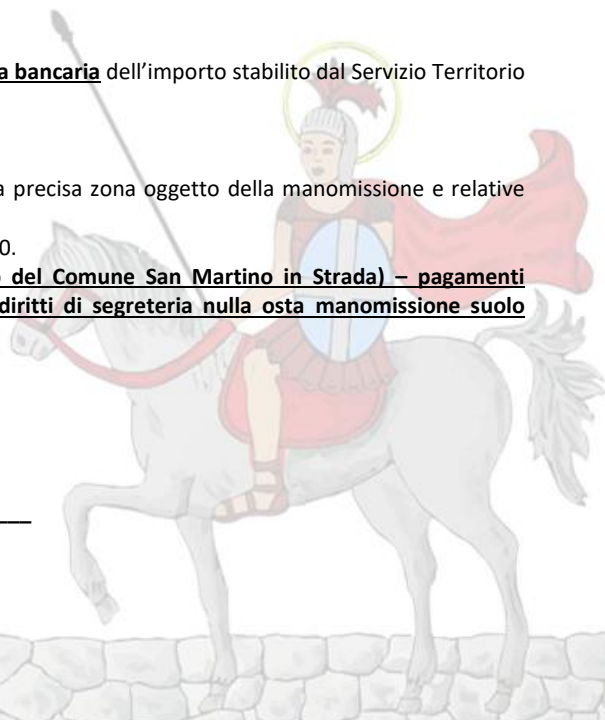 a bancaria dell’importo stabilito dal Servizio Territorio
a precisa zona oggetto della manomissione e relative
0.
del Comune San Martino in Strada) – pagamenti
diritti di segreteria nulla osta manomissione suolo